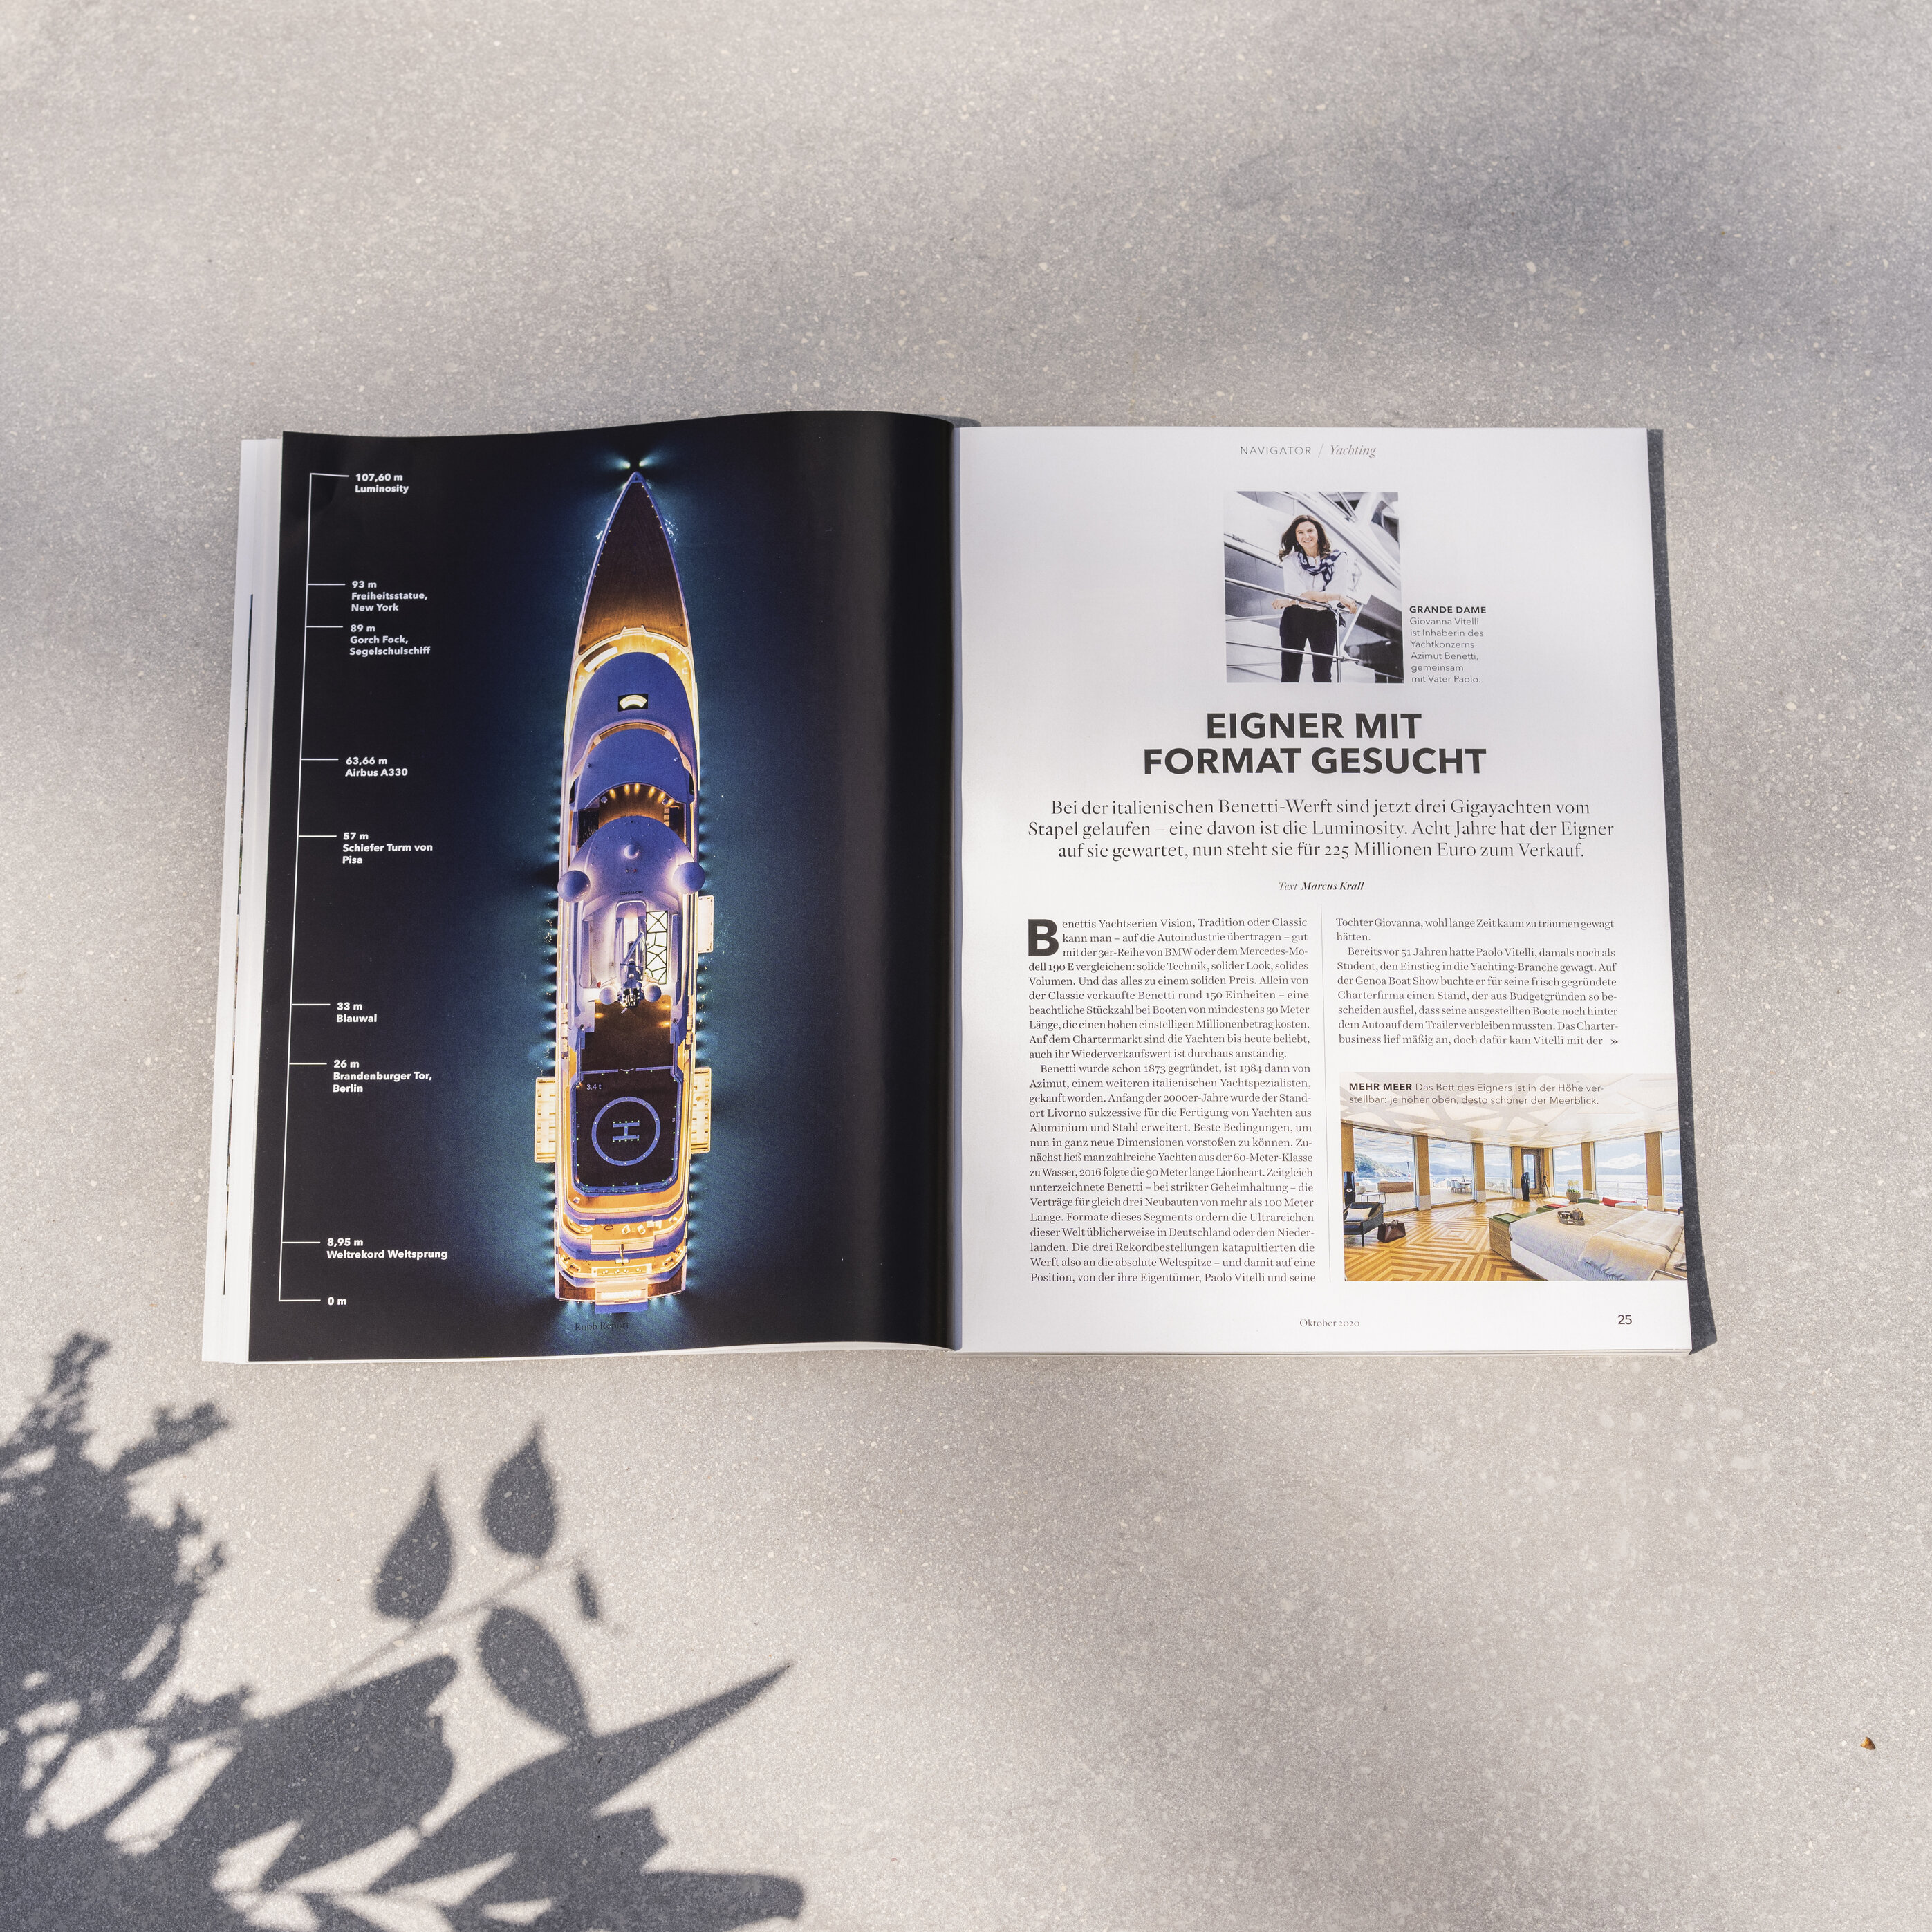 107,60 m
Luminosity
93 m
Freiheitsstatue,
New York
89 m
Gorch Fock,
Segelschulschiff
63,66 m
Airbus A330
57 m
Schiefer Turm von
Pisa
33 m
Blauwal
26 m
Brandenburger Tor,
Berlin
8,95 m
Weltrekord Weitsprung
0 m
3.4 t
H
Robb Report
NAVIGATOR / Yachting
GRANDE DAME
Giovanna Vitelli
ist Inhaberin des
Yachtkonzerns
Azimut Benetti,
gemeinsam
mit Vater Paolo.
EIGNER MIT
FORMAT GESUCHT
Bei der italienischen Benetti-Werft sind jetzt drei Gigayachten vom
Stapel gelaufen – eine davon ist die Luminosity. Acht Jahre hat der Eigner
auf sie gewartet, nun steht sie für 225 Millionen Euro zum Verkauf.
Text Marcus Krall
Benettis Yachtserien Vision, Tradition oder Classic
kann man – auf die Autoindustrie übertragen – gut
mit der 3er-Reihe von BMW oder dem Mercedes-Mo-
dell 190 E vergleichen: solide Technik, solider Look, solides
Volumen. Und das alles zu einem soliden Preis. Allein von
der Classic verkaufte Benetti rund 150 Einheiten – eine
beachtliche Stückzahl bei Booten von mindestens 30 Meter
Länge, die einen hohen einstelligen Millionenbetrag kosten.
Auf dem Chartermarkt sind die Yachten bis heute beliebt,
auch ihr Wiederverkaufswert ist durchaus anständig.
Benetti wurde schon 1873 gegründet, ist 1984 dann von
Azimut, einem weiteren italienischen Yachtspezialisten,
gekauft worden. Anfang der 2000er-Jahre wurde der Stand-
ort Livorno sukzessive für die Fertigung von Yachten aus
Aluminium und Stahl erweitert. Beste Bedingungen, um
nun in ganz neue Dimensionen vorstoßen zu können. Zu-
nächst ließ man zahlreiche Yachten aus der 60-Meter-Klasse
zu Wasser, 2016 folgte die 90 Meter lange Lionheart. Zeitgleich
unterzeichnete Benetti – bei strikter Geheimhaltung – die
Verträge für gleich drei Neubauten von mehr als 100 Meter
Länge. Formate dieses Segments ordern die Ultrareichen
dieser Welt üblicherweise in Deutschland oder den Nieder-
landen. Die drei Rekordbestellungen katapultierten die
Werft also an die absolute Weltspitze – und damit auf eine
Position, von der ihre Eigentümer, Paolo Vitelli und seine
Tochter Giovanna, wohl lange Zeit kaum zu träumen gewagt
hätten.
Bereits vor 51 Jahren hatte Paolo Vitelli, damals noch als
Student, den Einstieg in die Yachting-Branche gewagt. Auf
der Genoa Boat Show buchte er für seine frisch gegründete
Charterfirma einen Stand, der aus Budgetgründen so be-
scheiden ausfiel, dass seine ausgestellten Boote noch hinter
dem Auto auf dem Trailer verbleiben mussten. Das Charter-
business lief mäßig an, doch dafür kam Vitelli mit der »
MEHR MEER Das Bett des Eigners ist in der Höhe ver-
stellbar: je höher oben, desto schöner der Meerblick.
Oktober 2020
25